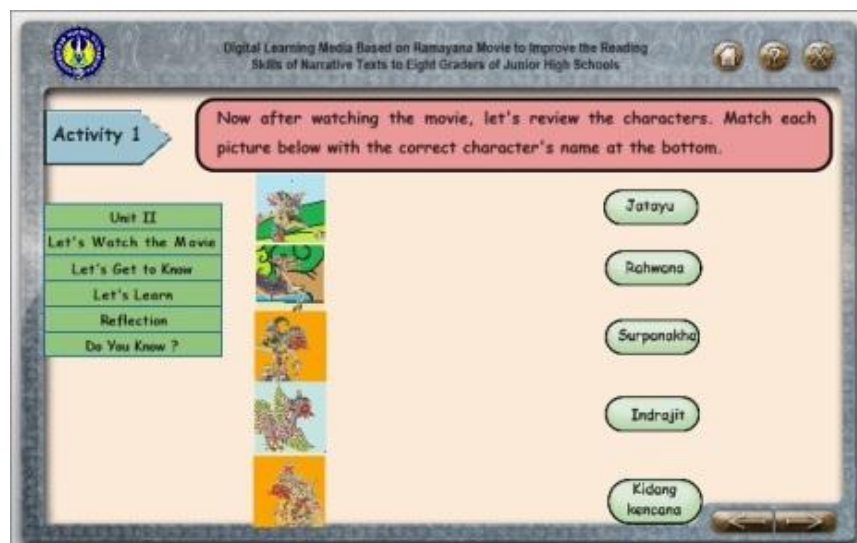 Digital Learning Media Based on Ramayana Movie to Improve the Reading
Skills of Narrative Texts to Eight Graders of Junior High Schools
Activity 1
Now after watching the movie, let's review the characters. Match each
picture below with the correct character's name at the bottom.
Unit II
Let's Watch the Movie
Let's Get to Know
Let's Learn
Reflection
Do You Know ?
Jatayu
Rahwana
Surpanakha
Indrajit
Kidang
kencana